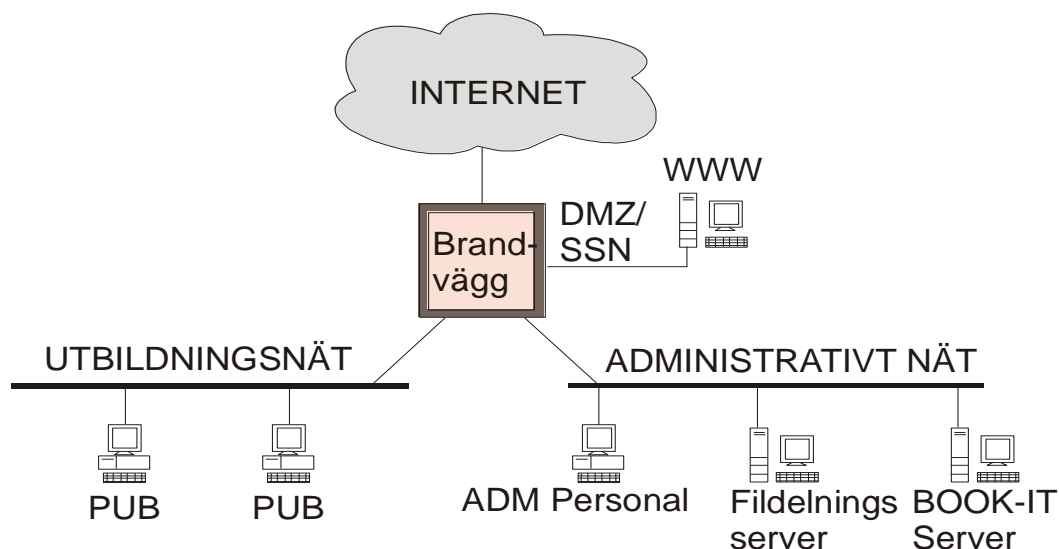 INTERNET
WWW
DMZ/
SSN
Brand-
vägg
UTBILDNINGSNÄT
ADMINISTRATIVT NÄT
PUB
PUB
ADM Personal
Fildelnings
server
BOOK-IT
Server